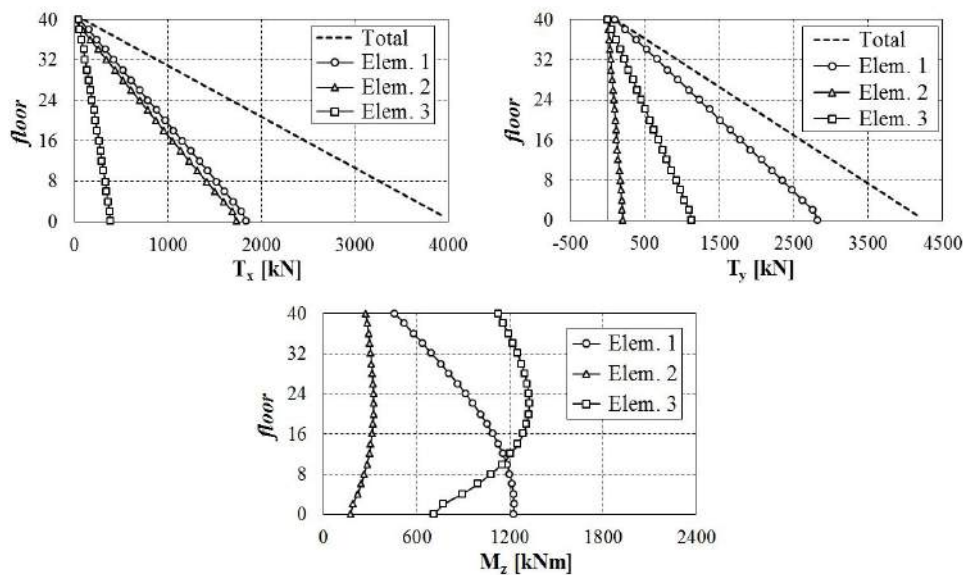 40
32
24
16
8
0
floor
0 1000 2000 3000 4000
Tx [kN]
Total
Elem. 1
Elem. 2
Elem. 3
40
32
24
16
8
0
floor
-500 500 1500 2500 3500 4500
Ty [kN]
Total
Elem. 1
Elem. 2
Elem. 3
40
32
24
16
8
0
floor
0 600 1200 1800 2400
Mz [kNm]
Elem. 1
Elem. 2
Elem. 3